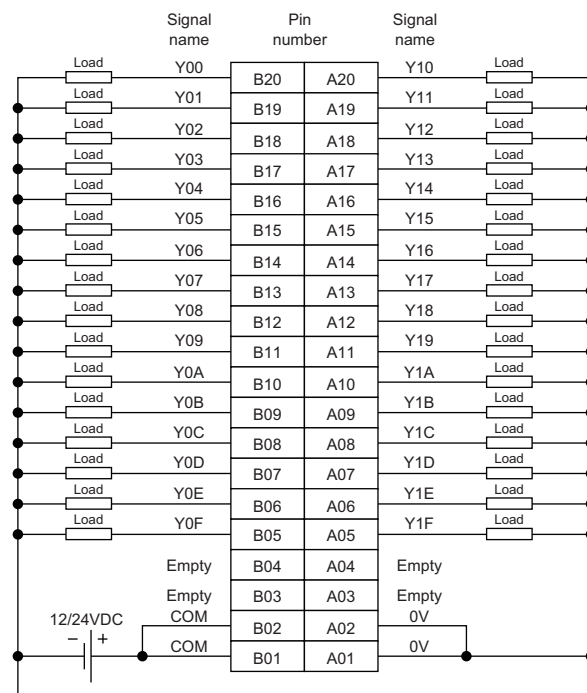 Signal name Pin number Signal name
Load Y00 B20 A20 Y10 Load
Load Y01 B19 A19 Y11 Load
Load Y02 B18 A18 Y12 Load
Load Y03 B17 A17 Y13 Load
Load Y04 B16 A16 Y14 Load
Load Y05 B15 A15 Y15 Load
Load Y06 B14 A14 Y16 Load
Load Y07 B13 A13 Y17 Load
Load Y08 B12 A12 Y18 Load
Load Y09 B11 A11 Y19 Load
Load Y0A B10 A10 Y1A Load
Load Y0B B09 A09 Y1B Load
Load Y0C B08 A08 Y1C Load
Load Y0D B07 A07 Y1D Load
Load Y0E B06 A06 Y1E Load
Load Y0F B05 A05 Y1F Load
Empty B04 A04 Empty
Empty B03 A03 Empty
12/24VDC COM B02 A02 0V
− + COM B01 A01 0V